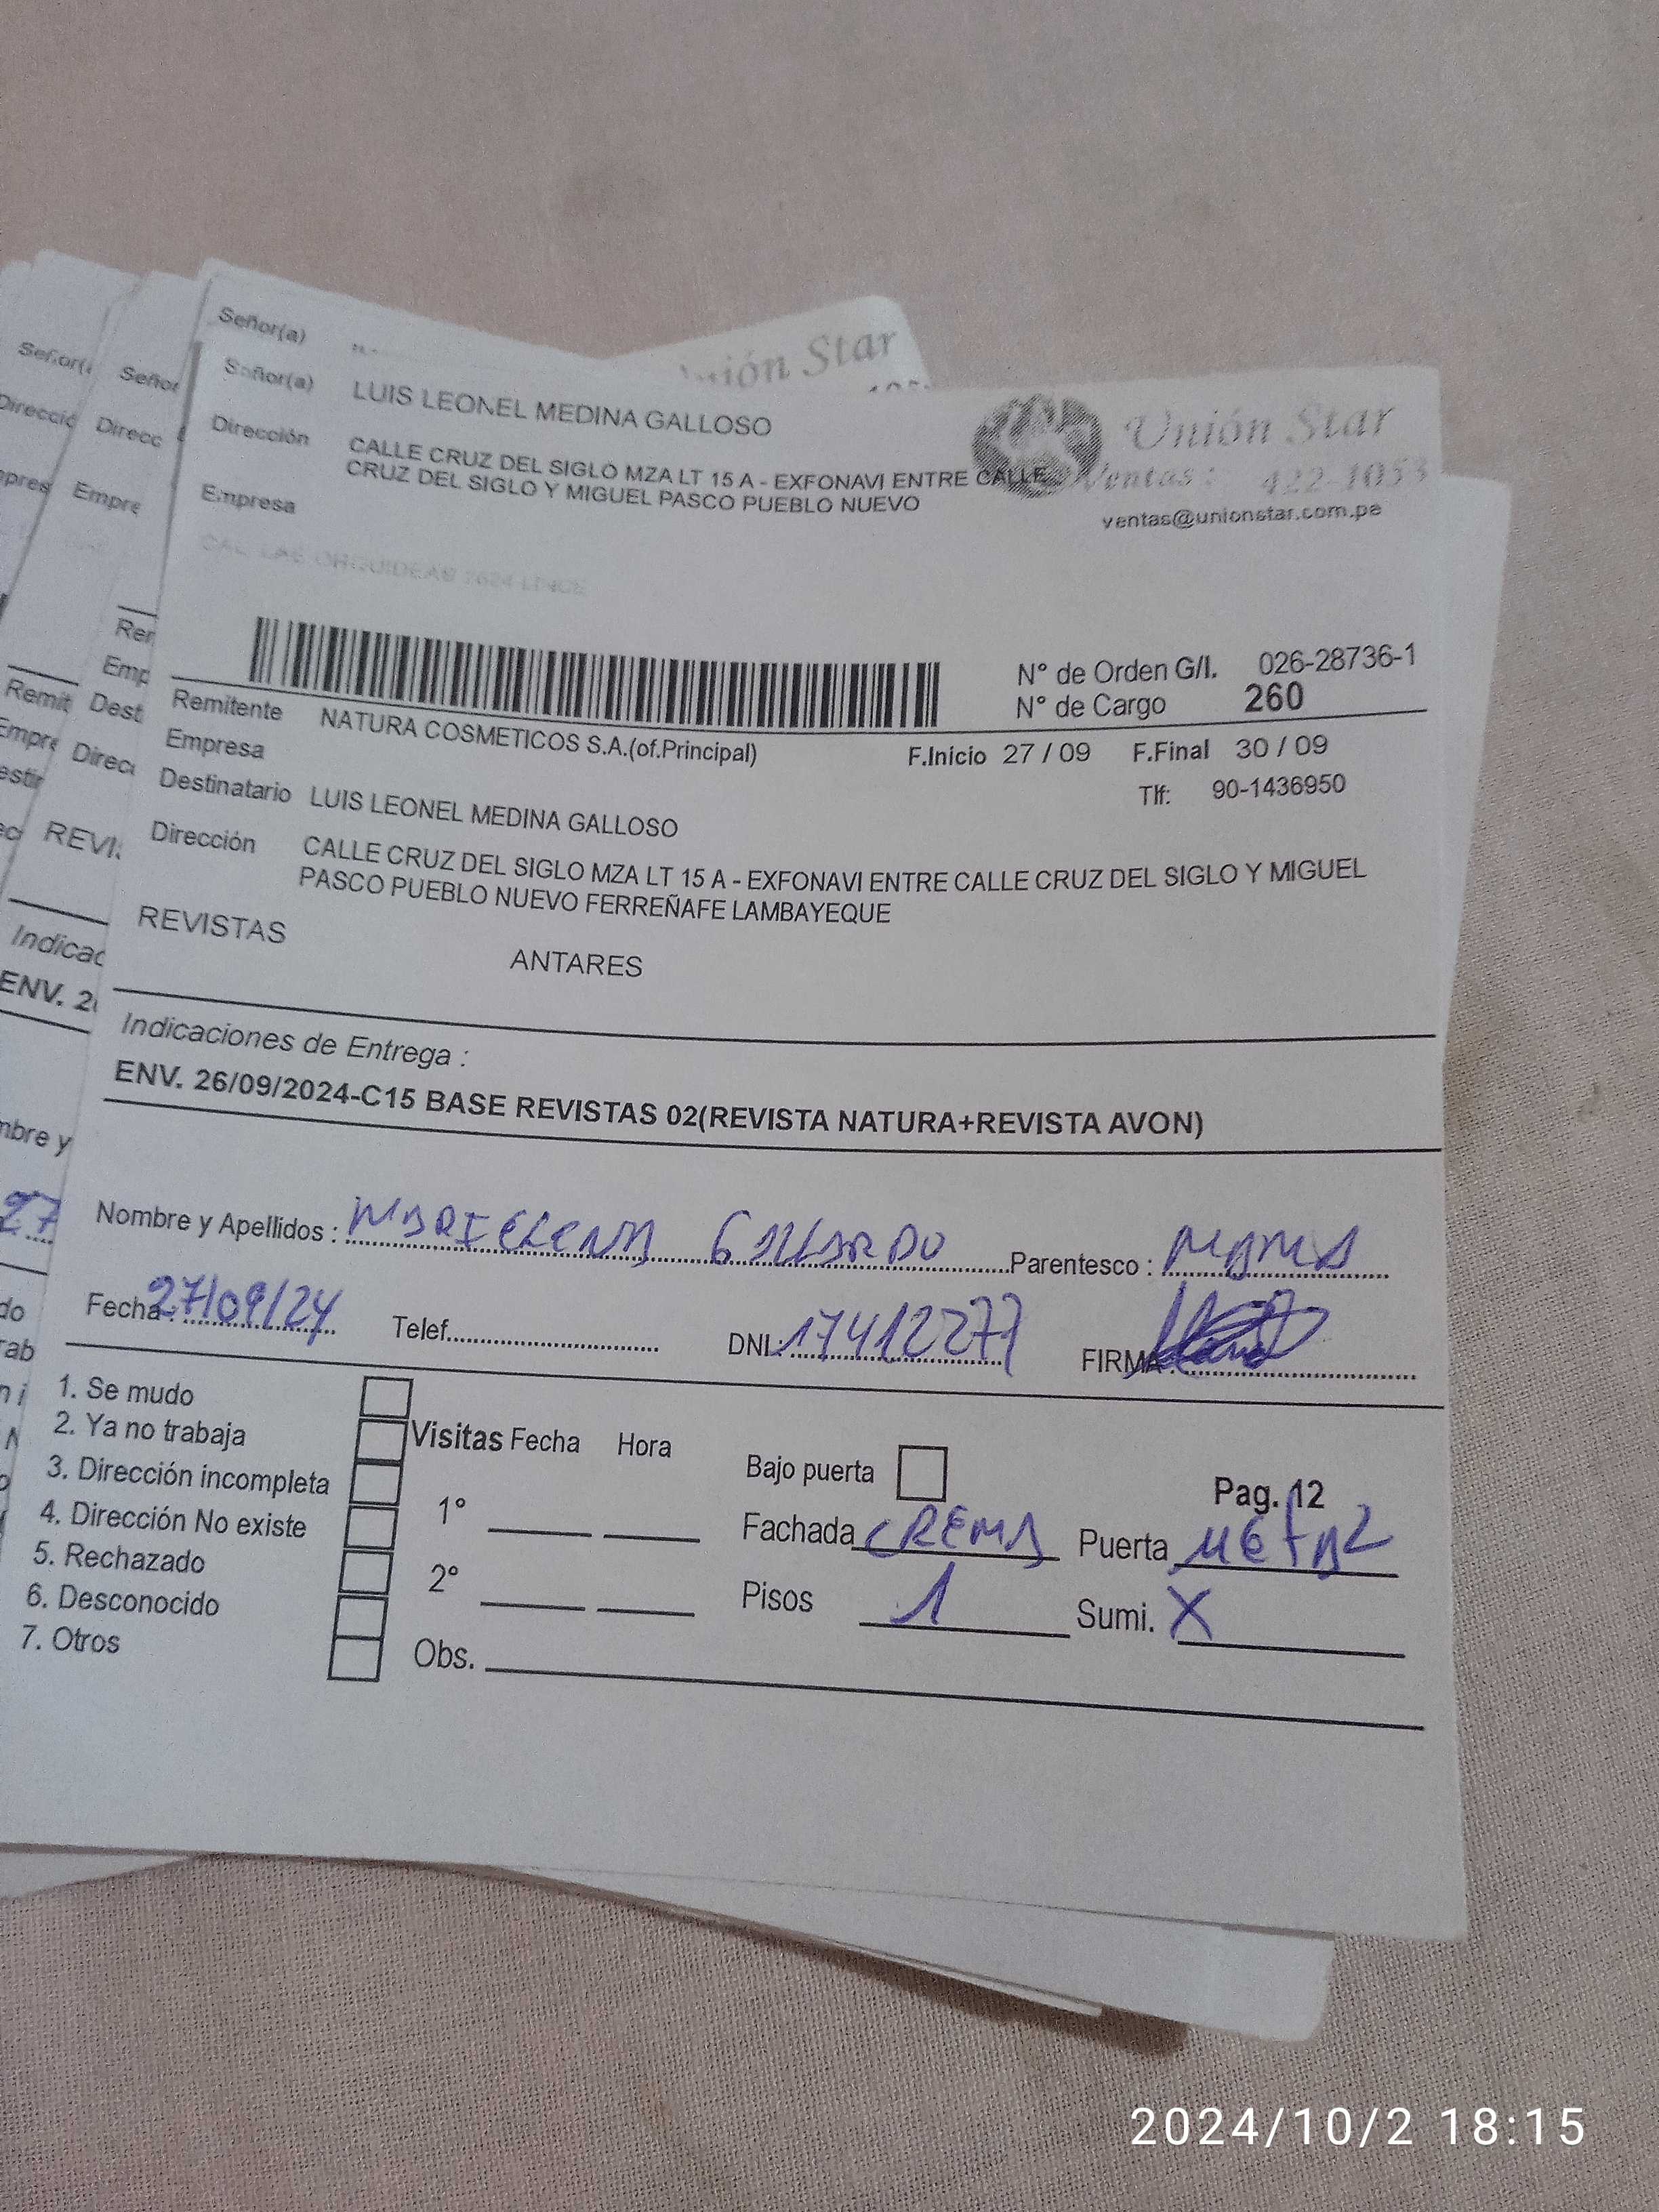 Señor(a)
Unión Star
Señor(a) LUIS LEONEL MEDINA GALLOSO
Dirección CALLE CRUZ DEL SIGLO MZA LT 15 A - EXFONAVI ENTRE CALLE
CRUZ DEL SIGLO Y MIGUEL PASCO PUEBLO NUEVO
Empresa
Unión Star
Ventas: 422-1053
ventas@unionstar.com.pe
CAL. LAS ORQUIDEAS 2624 LINCE
N° de Orden G/I. 026-28736-1
N° de Cargo 260
Remitente NATURA COSMETICOS S.A.(of.Principal)
Empresa
F.Inicio 27 / 09 F.Final 30 / 09
Destinatario LUIS LEONEL MEDINA GALLOSO
Tlf: 90-1436950
Dirección CALLE CRUZ DEL SIGLO MZA LT 15 A - EXFONAVI ENTRE CALLE CRUZ DEL SIGLO Y MIGUEL
PASCO PUEBLO NUEVO FERREÑAFE LAMBAYEQUE
REVISTAS
ANTARES
Indicaciones de Entrega :
ENV. 26/09/2024-C15 BASE REVISTAS 02(REVISTA NATURA+REVISTA AVON)
Nombre y Apellidos : MARIELENA GALLARDO Parentesco : MAMA
Fecha : 27/09/24 Telef. DNI.: 17412277 FIRMA :
1. Se mudo
2. Ya no trabaja
3. Dirección incompleta
4. Dirección No existe
5. Rechazado
6. Desconocido
7. Otros
Visitas Fecha Hora
1°
2°
Obs.
Bajo puerta Pag. 12
Fachada CREMA Puerta METAL
Pisos 1 Sumi. X
2024/10/2 18:15